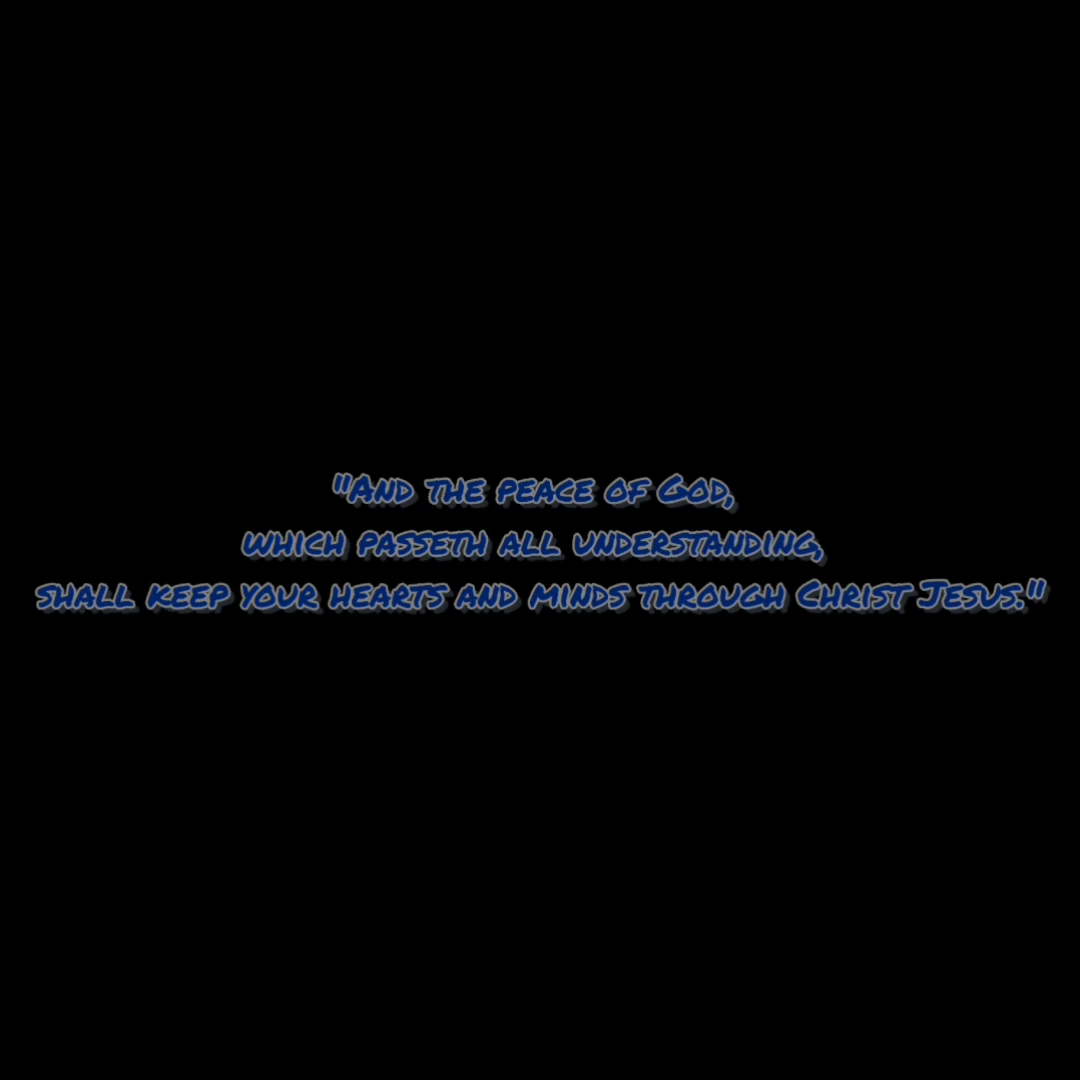 "And the peace of God,
which passeth all understanding,
shall keep your hearts and minds through Christ Jesus."